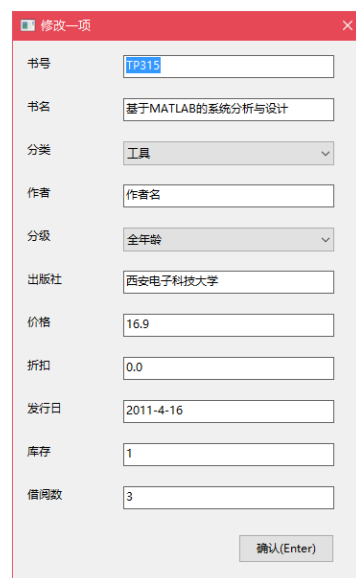 修改一项
书号 TP315
书名 基于MATLAB的系统分析与设计
分类 工具
作者 作者名
分级 全年龄
出版社 西安电子科技大学
价格 16.9
折扣 0.0
发行日 2011-4-16
库存 1
借阅数 3
确认(Enter)